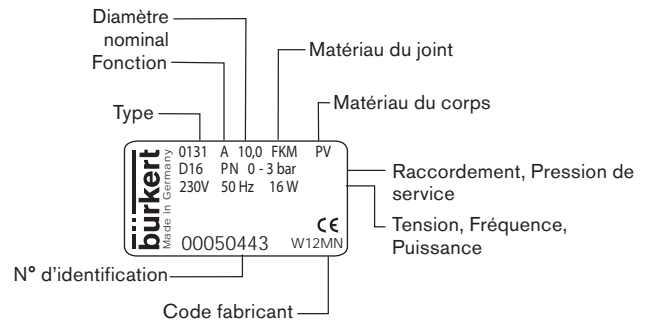 Diamètre
nominal
Fonction
Matériau du joint
Type
Matériau du corps
bürkert
Made in Germany
0131 A 10,0 FKM PV
D16 PN 0 - 3 bar
230V 50 Hz 16 W
CE
00050443 W12MN
Raccordement, Pression de
service
Tension, Fréquence,
Puissance
N° d'identification
Code fabricant